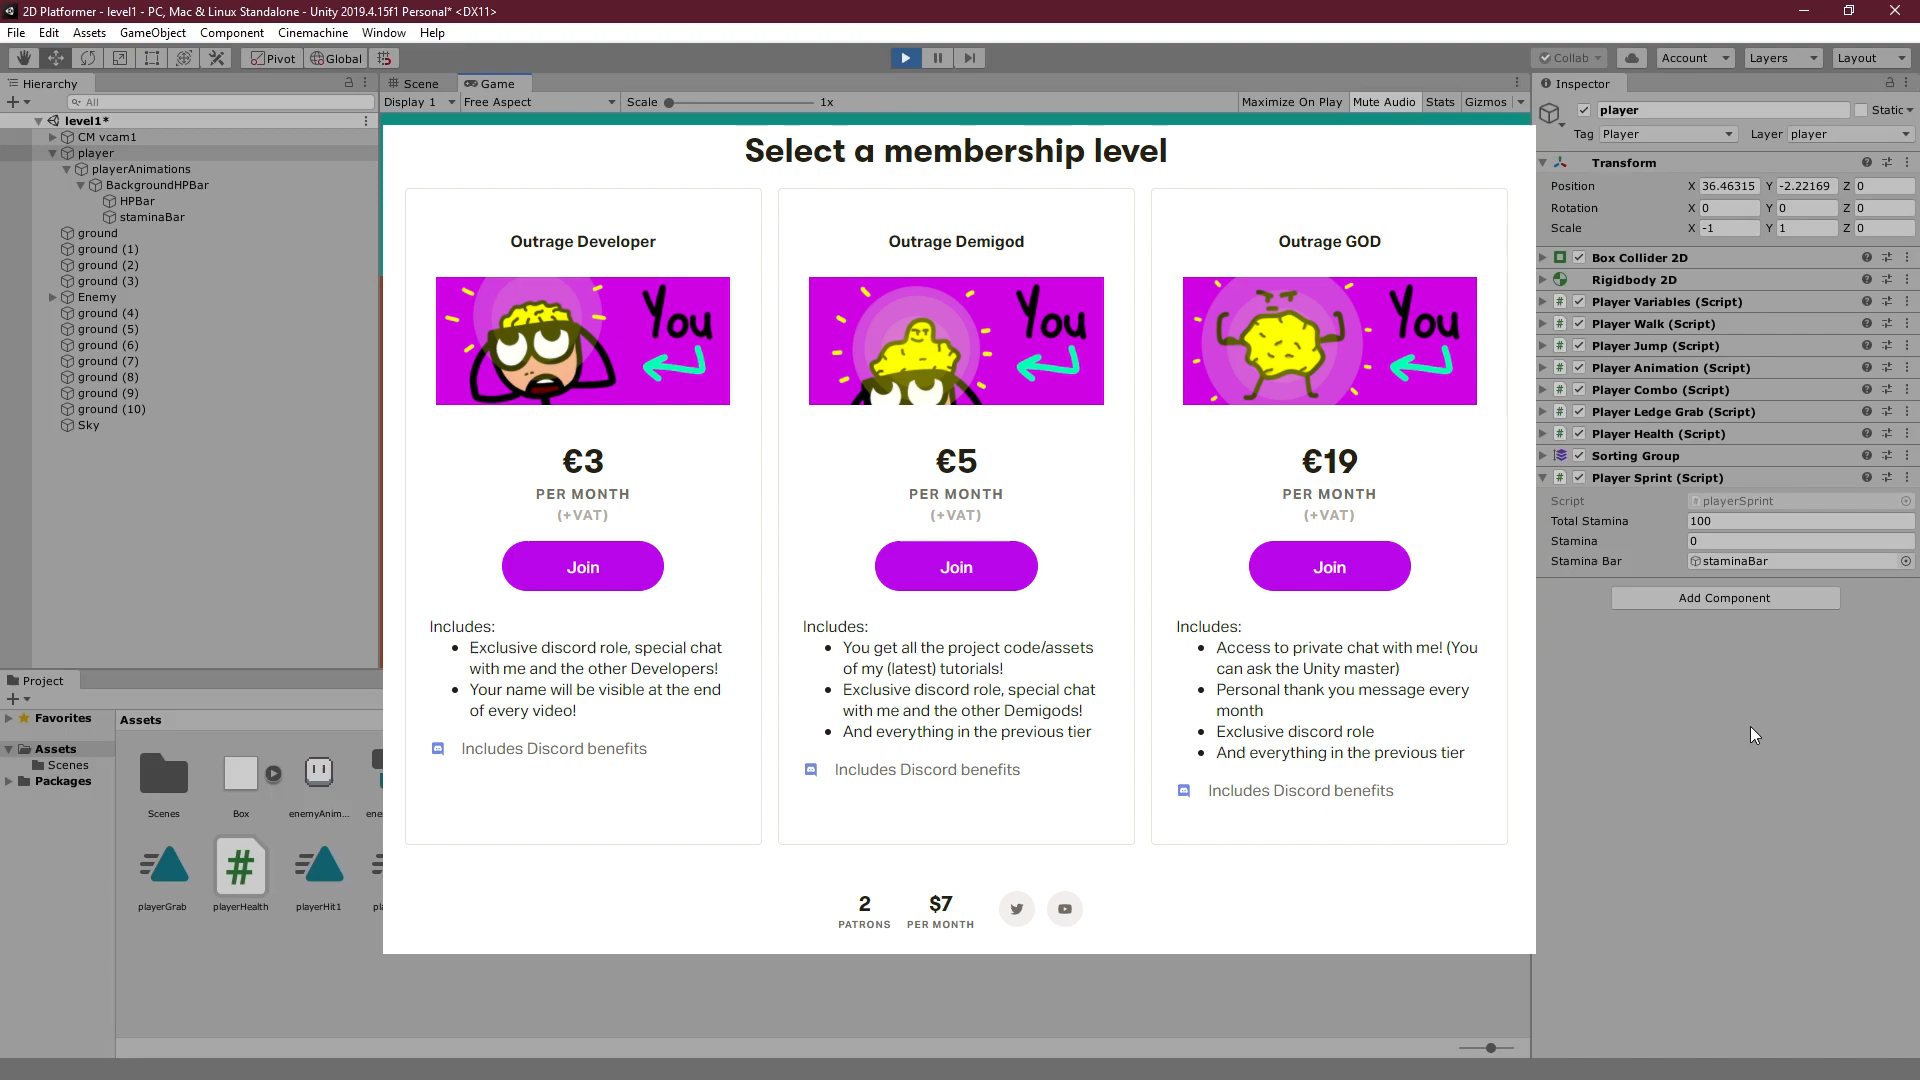 2D Platformer - level1 - PC, Mac & Linux Standalone - Unity 2019.4.15f1 Personal* <DX11>
File Edit Assets GameObject Component Cinemachine Window Help
Pivot Global
Collab Account Layers Layout
Hierarchy
All
level1*
CM vcam1
player
playerAnimations
BackgroundHPBar
HPBar
staminaBar
ground
ground (1)
ground (2)
ground (3)
Enemy
ground (4)
ground (5)
ground (6)
ground (7)
ground (8)
ground (9)
ground (10)
Sky
Scene Game
Display 1 Free Aspect Scale 1x Maximize On Play Mute Audio Stats Gizmos
Select a membership level
Outrage Developer
You
€3
PER MONTH
(+VAT)
Join
Includes:
Exclusive discord role, special chat
with me and the other Developers!
Your name will be visible at the end
of every video!
Includes Discord benefits
Outrage Demigod
You
€5
PER MONTH
(+VAT)
Join
Includes:
You get all the project code/assets
of my (latest) tutorials!
Exclusive discord role, special chat
with me and the other Demigods!
And everything in the previous tier
Includes Discord benefits
Outrage GOD
You
€19
PER MONTH
(+VAT)
Join
Includes:
Access to private chat with me! (You
can ask the Unity master)
Personal thank you message every
month
Exclusive discord role
And everything in the previous tier
Includes Discord benefits
2
PATRONS
$7
PER MONTH
Inspector
player
Static
Tag Player Layer player
Transform
Position X 36.46315 Y -2.22169 Z 0
Rotation X 0 Y 0 Z 0
Scale X -1 Y 1 Z 0
Box Collider 2D
Rigidbody 2D
Player Variables (Script)
Player Walk (Script)
Player Jump (Script)
Player Animation (Script)
Player Combo (Script)
Player Ledge Grab (Script)
Player Health (Script)
Sorting Group
Player Sprint (Script)
Script playerSprint
Total Stamina 100
Stamina 0
Stamina Bar staminaBar
Add Component
Project
Favorites
Assets
Scenes
Packages
Assets
Scenes
Box
enemyAnim...
ene
playerGrab
playerHealth
playerHit1
pla